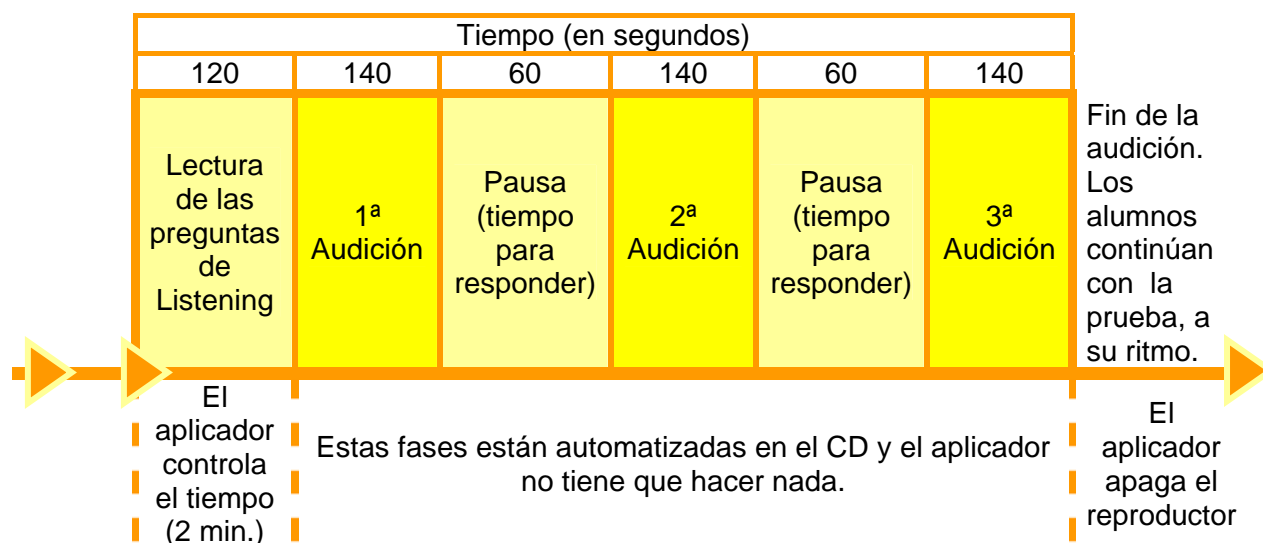 Tiempo (en segundos)
120 140 60 140 60 140
Lectura
de las
preguntas
de
Listening
1ª
Audición
Pausa
(tiempo
para
responder)
2ª
Audición
Pausa
(tiempo
para
responder)
3ª
Audición
Fin de la
audición.
Los
alumnos
continúan
con la
prueba, a
su ritmo.
El
aplicador
controla
el tiempo
(2 min.)
Estas fases están automatizadas en el CD y el aplicador
no tiene que hacer nada.
El
aplicador
apaga el
reproductor